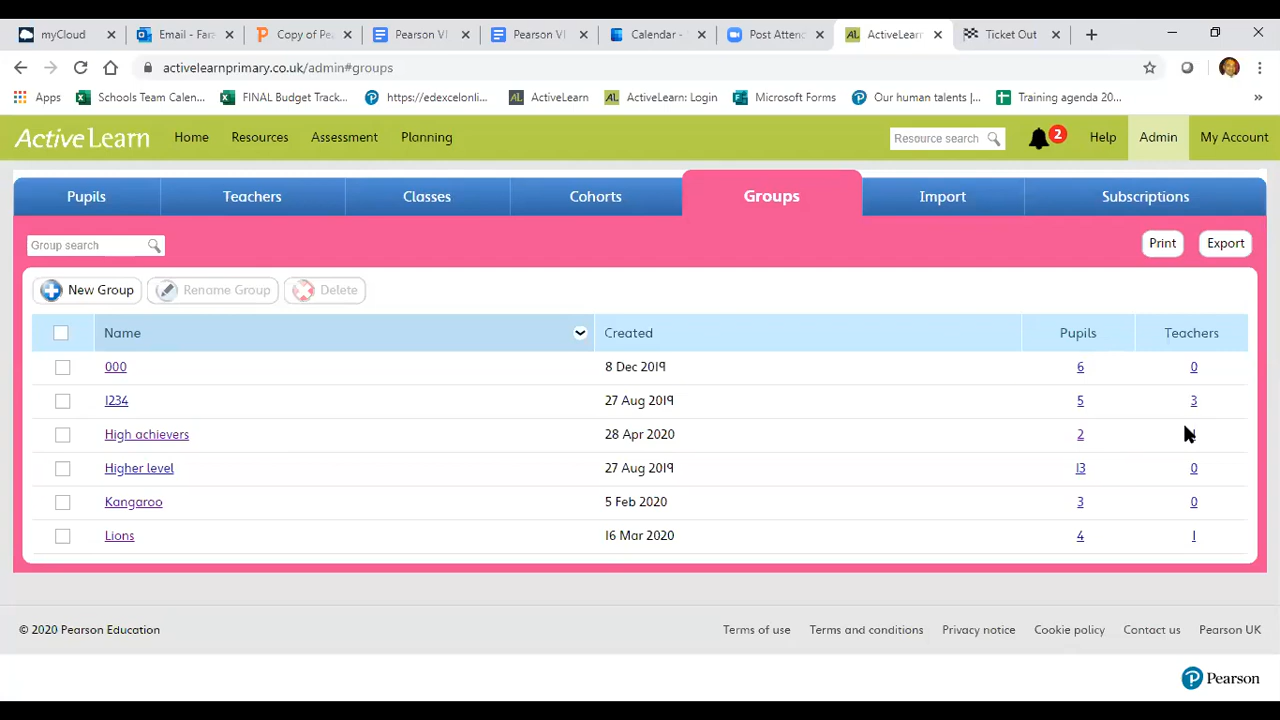 myCloud Email - Fara Copy of Pea Pearson VI Pearson VI Calendar - Post Attend ActiveLearn Ticket Out
activelearnprimary.co.uk/admin#groups
Apps Schools Team Calen... FINAL Budget Track... https://edexcelonli... ActiveLearn ActiveLearn: Login Microsoft Forms Our human talents |... Training agenda 20... »
ActiveLearn Home Resources Assessment Planning Resource search 2 Help Admin My Account
Pupils Teachers Classes Cohorts Groups Import Subscriptions
Group search Print Export
New Group Rename Group Delete
Name Created Pupils Teachers
000 8 Dec 2019 6 0
1234 27 Aug 2019 5 3
High achievers 28 Apr 2020 2
Higher level 27 Aug 2019 13 0
Kangaroo 5 Feb 2020 3 0
Lions 16 Mar 2020 4 1
© 2020 Pearson Education Terms of use Terms and conditions Privacy notice Cookie policy Contact us Pearson UK
Pearson